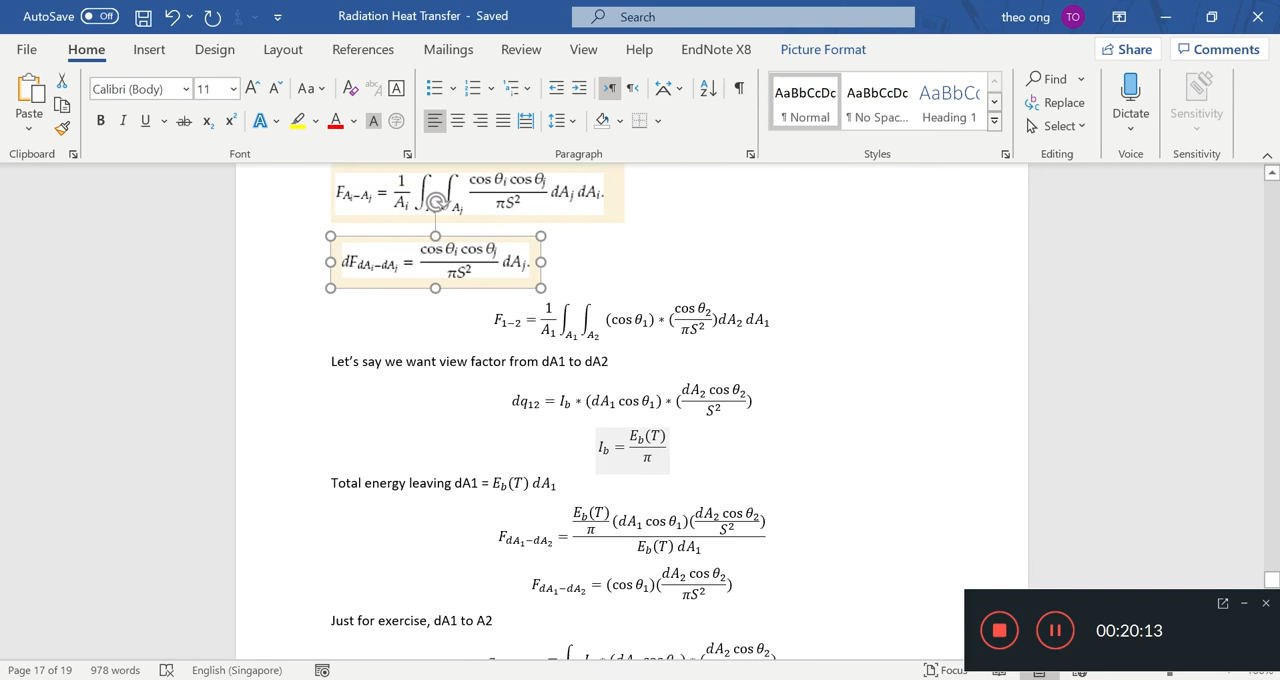 AutoSave Off Radiation Heat Transfer - Saved Search theo ong TO
File Home Insert Design Layout References Mailings Review View Help EndNote X8 Picture Format Share Comments
Calibri (Body) 11 Aa AaBbCcDc AaBbCcDc AaBbCc Find
Paste Replace Dictate Sensitivity
B I U ab x₂ x² A A A ¶ Normal ¶ No Spac... Heading 1 Select
Clipboard Font Paragraph Styles Editing Voice Sensitivity
F_{A_i-A_j} = 1/A_i ∫ ∫_{A_j} cos θ_i cos θ_j / πS² dA_j dA_i.
dF_{dA_i-dA_j} = cos θ_i cos θ_j / πS² dA_j.
F_{1-2} = 1/A_1 ∫_{A_1} ∫_{A_2} (cos θ_1) * (cos θ_2 / πS²)dA_2 dA_1
Let's say we want view factor from dA1 to dA2
dq_{12} = I_b * (dA_1 cos θ_1) * (dA_2 cos θ_2 / S²)
I_b = E_b(T) / π
Total energy leaving dA1 = E_b(T) dA_1
F_{dA_1-dA_2} = E_b(T)/π (dA_1 cos θ_1)(dA_2 cos θ_2 / S²) / E_b(T) dA_1
F_{dA_1-dA_2} = (cos θ_1)(dA_2 cos θ_2 / πS²)
Just for exercise, dA1 to A2
dA_2 cos θ_2
00:20:13
Page 17 of 19 978 words English (Singapore) Focus